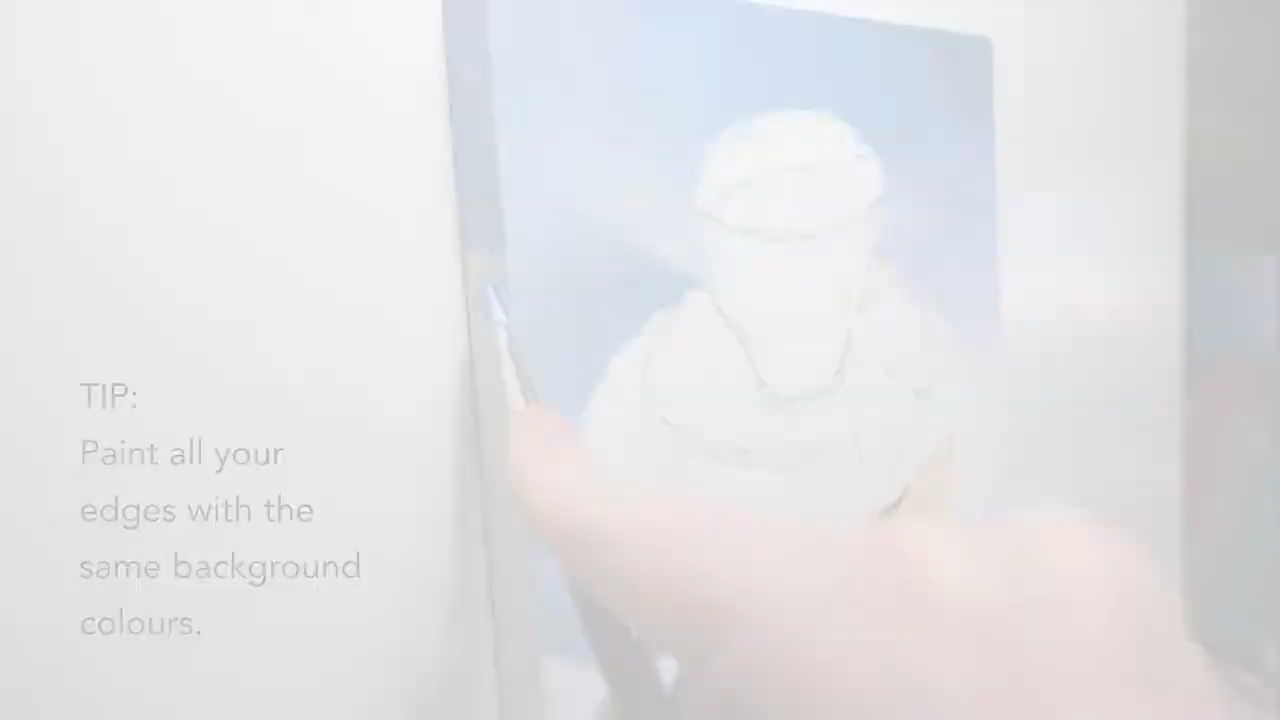 TIP:
Paint all your
edges with the
same background
colours.